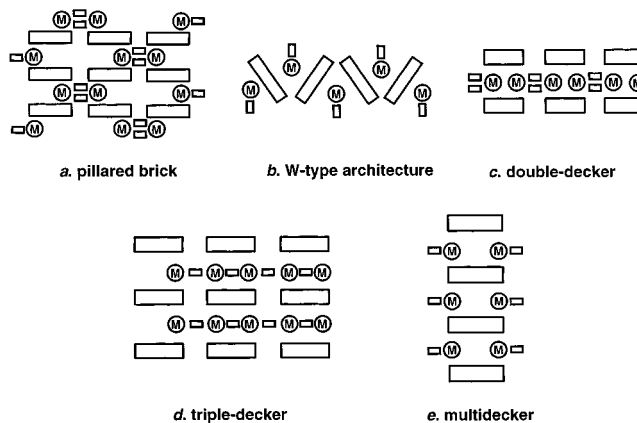 M M M
M M M
M M M
M M M
a. pillared brick
M M
M M M
b. W-type architecture
M M M M M M
c. double-decker
M M M M M
M M M M M
d. triple-decker
M M
M M
M M
e. multidecker